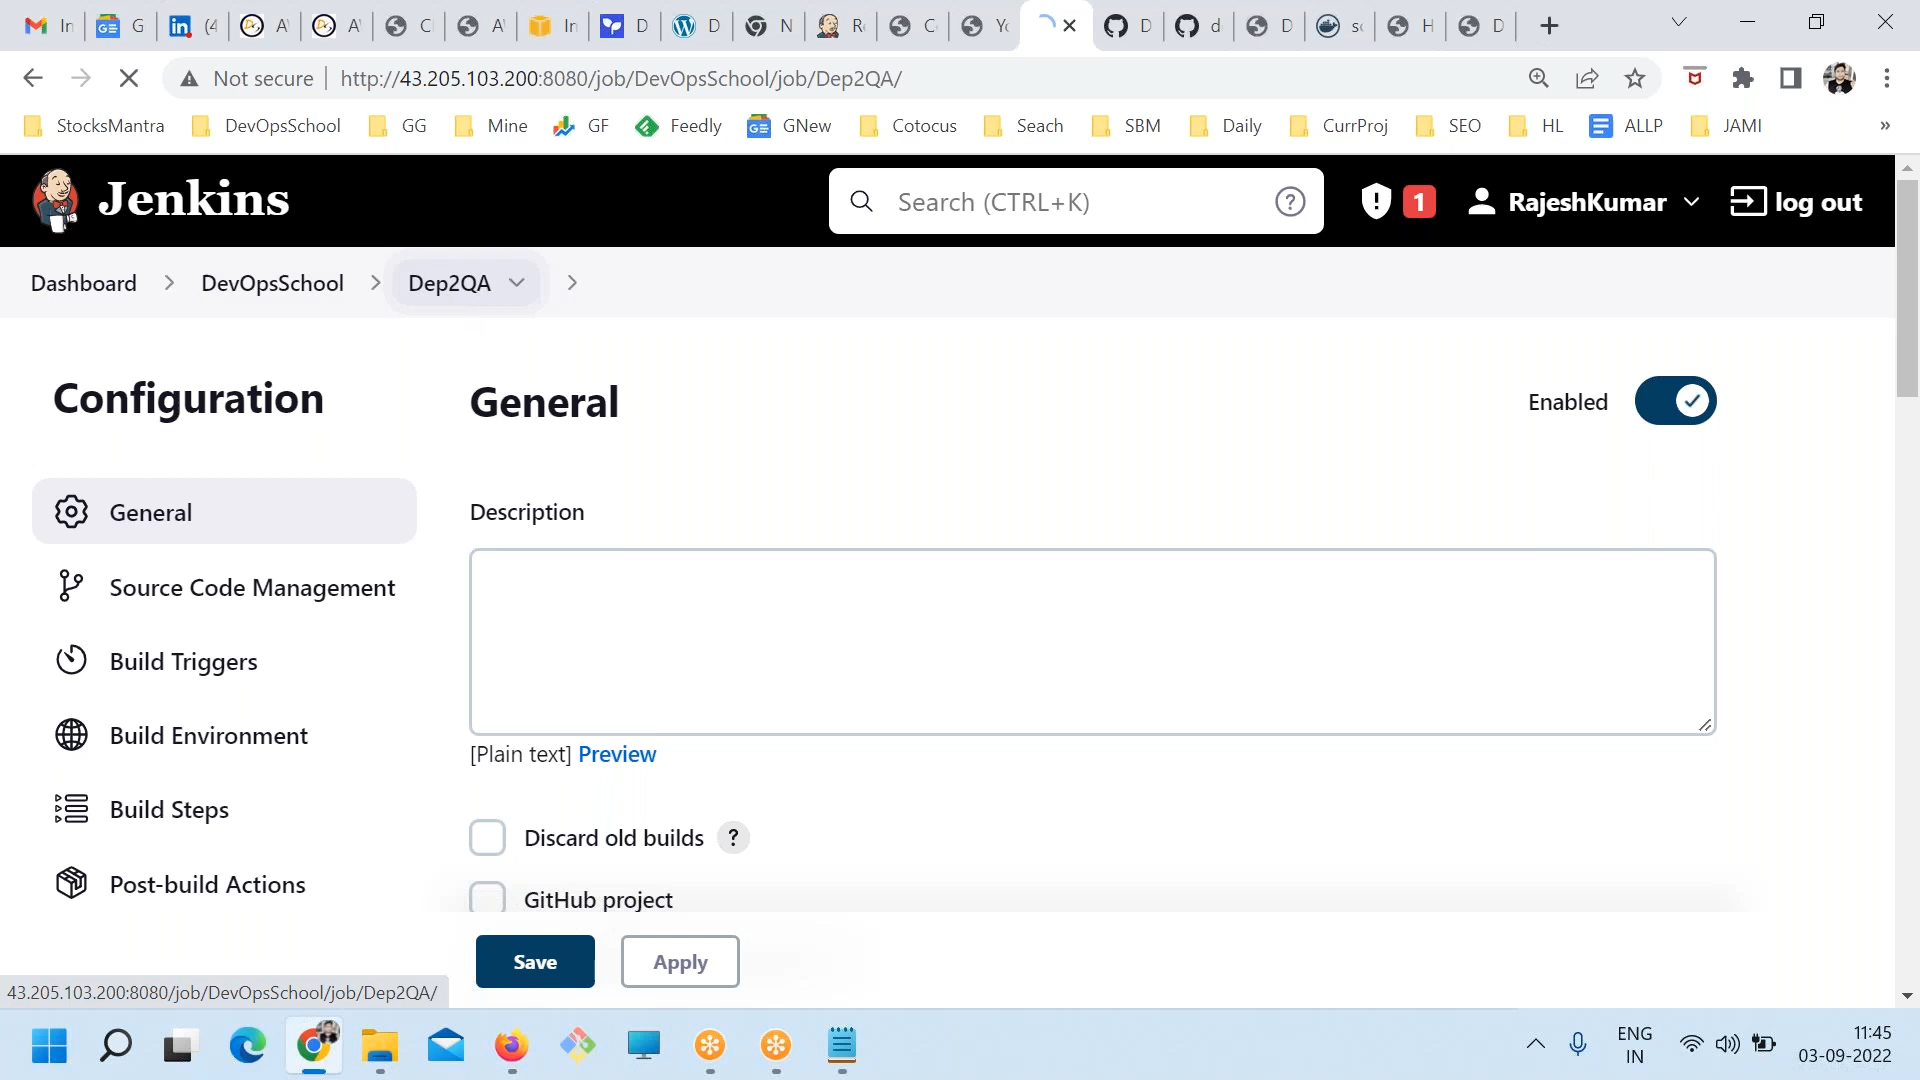 In G (4 A A C A In D D N R C Y D d D s H D
Not secure http://43.205.103.200:8080/job/DevOpsSchool/job/Dep2QA/
StocksMantra DevOpsSchool GG Mine GF Feedly GNew Cotocus Seach SBM Daily CurrProj SEO HL ALLP JAMI »
Jenkins Search (CTRL+K) 1 RajeshKumar log out
Dashboard DevOpsSchool Dep2QA
Configuration
General
Enabled
General
Source Code Management
Build Triggers
Build Environment
Build Steps
Post-build Actions
Description
[Plain text] Preview
Discard old builds ?
GitHub project
Save Apply
43.205.103.200:8080/job/DevOpsSchool/job/Dep2QA/
ENG
IN
11:45
03-09-2022